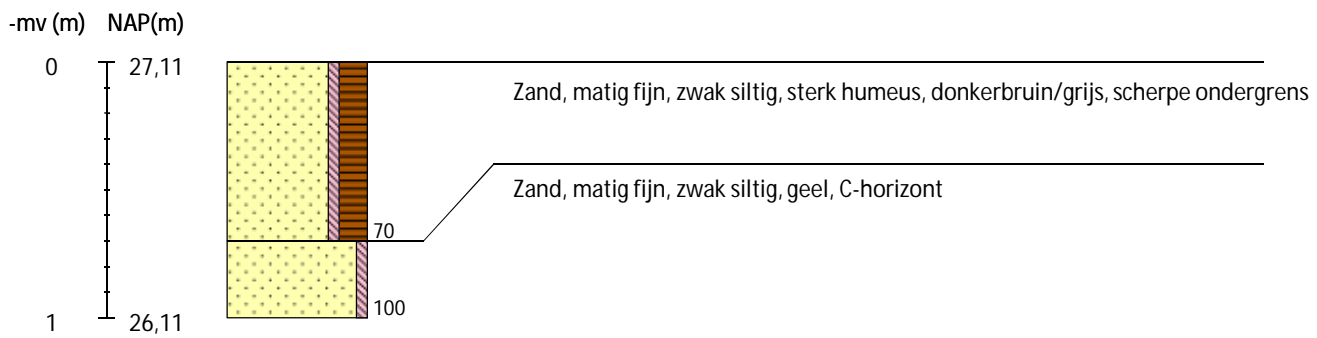 -mv (m) NAP(m)
0 27,11
Zand, matig fijn, zwak siltig, sterk humeus, donkerbruin/grijs, scherpe ondergrens
Zand, matig fijn, zwak siltig, geel, C-horizont
70
100
1 26,11